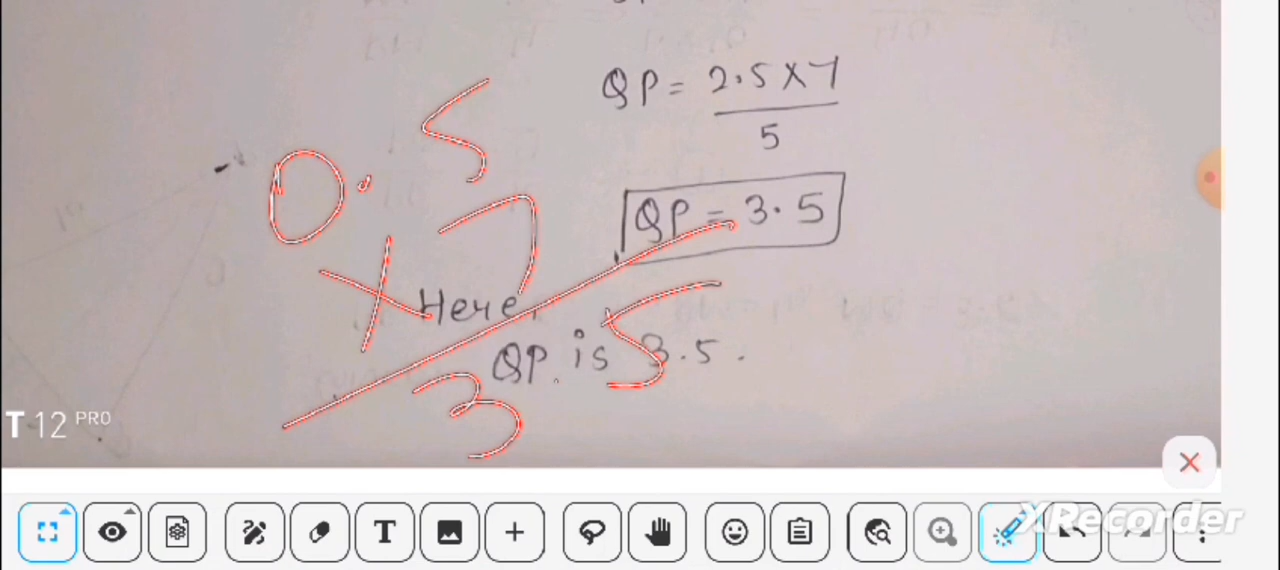 QP = 2.5 X 7
5
QP = 3.5
0.5
X 7
3 5
Here
QP is 3.5.
T 12 PRO
T
XRecorder